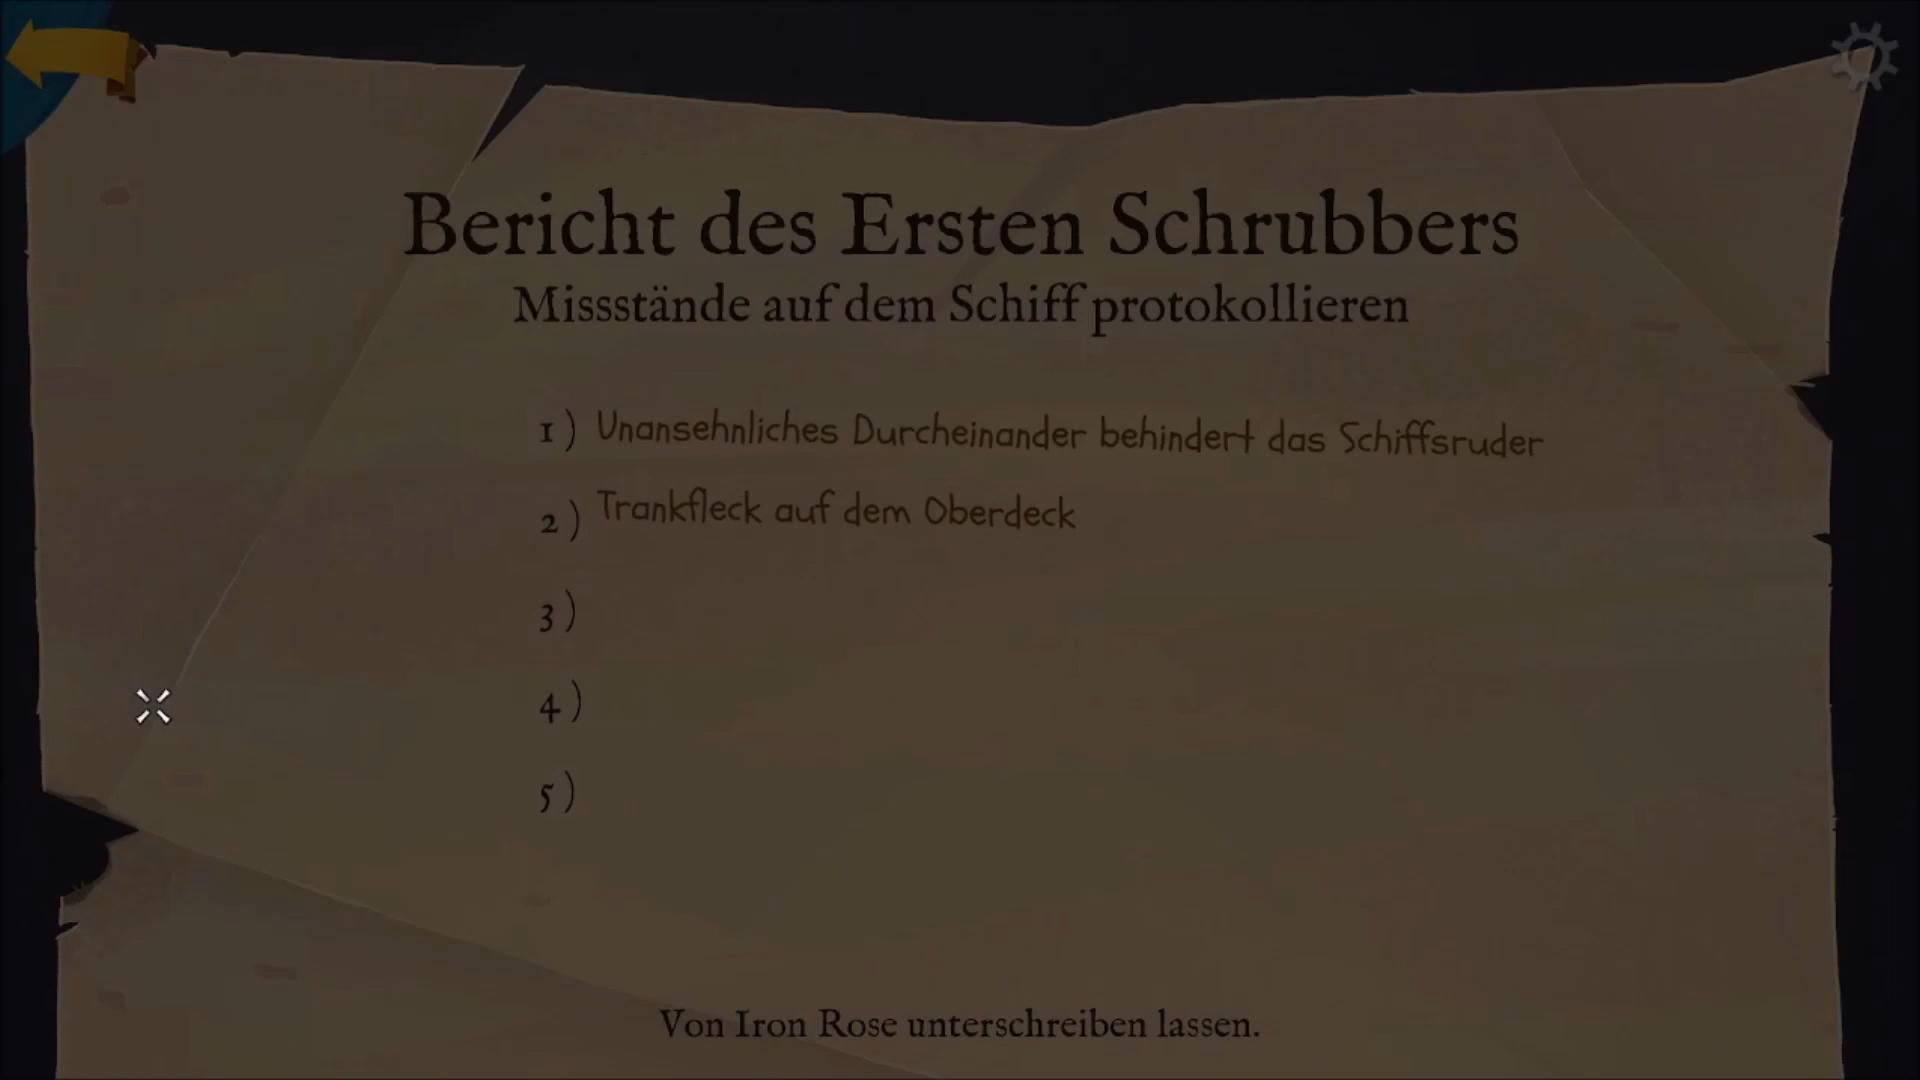 Bericht des Ersten Schrubbers
Missstände auf dem Schiff protokollieren
1) Unansehnliches Durcheinander behindert das Schiffsruder
2) Trankfleck auf dem Oberdeck
3)
4)
5)
Von Iron Rose unterschreiben lassen.